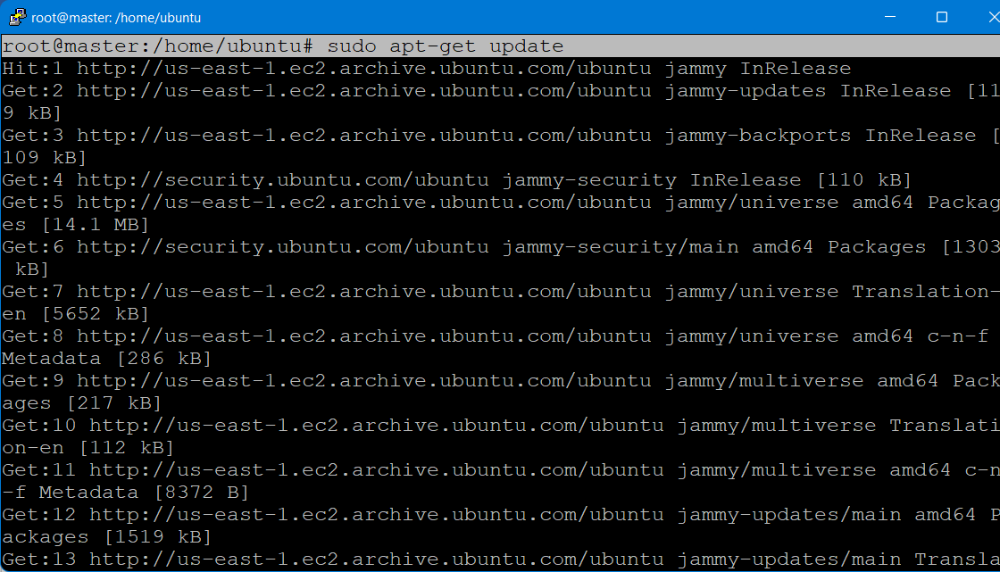 root@master: /home/ubuntu
root@master:/home/ubuntu# sudo apt-get update
Hit:1 http://us-east-1.ec2.archive.ubuntu.com/ubuntu jammy InRelease
Get:2 http://us-east-1.ec2.archive.ubuntu.com/ubuntu jammy-updates InRelease [11
9 kB]
Get:3 http://us-east-1.ec2.archive.ubuntu.com/ubuntu jammy-backports InRelease [
109 kB]
Get:4 http://security.ubuntu.com/ubuntu jammy-security InRelease [110 kB]
Get:5 http://us-east-1.ec2.archive.ubuntu.com/ubuntu jammy/universe amd64 Packag
es [14.1 MB]
Get:6 http://security.ubuntu.com/ubuntu jammy-security/main amd64 Packages [1303
 kB]
Get:7 http://us-east-1.ec2.archive.ubuntu.com/ubuntu jammy/universe Translation-
en [5652 kB]
Get:8 http://us-east-1.ec2.archive.ubuntu.com/ubuntu jammy/universe amd64 c-n-f
Metadata [286 kB]
Get:9 http://us-east-1.ec2.archive.ubuntu.com/ubuntu jammy/multiverse amd64 Pack
ages [217 kB]
Get:10 http://us-east-1.ec2.archive.ubuntu.com/ubuntu jammy/multiverse Translati
on-en [112 kB]
Get:11 http://us-east-1.ec2.archive.ubuntu.com/ubuntu jammy/multiverse amd64 c-n
-f Metadata [8372 B]
Get:12 http://us-east-1.ec2.archive.ubuntu.com/ubuntu jammy-updates/main amd64 P
ackages [1519 kB]
Get:13 http://us-east-1.ec2.archive.ubuntu.com/ubuntu jammy-updates/main Transla